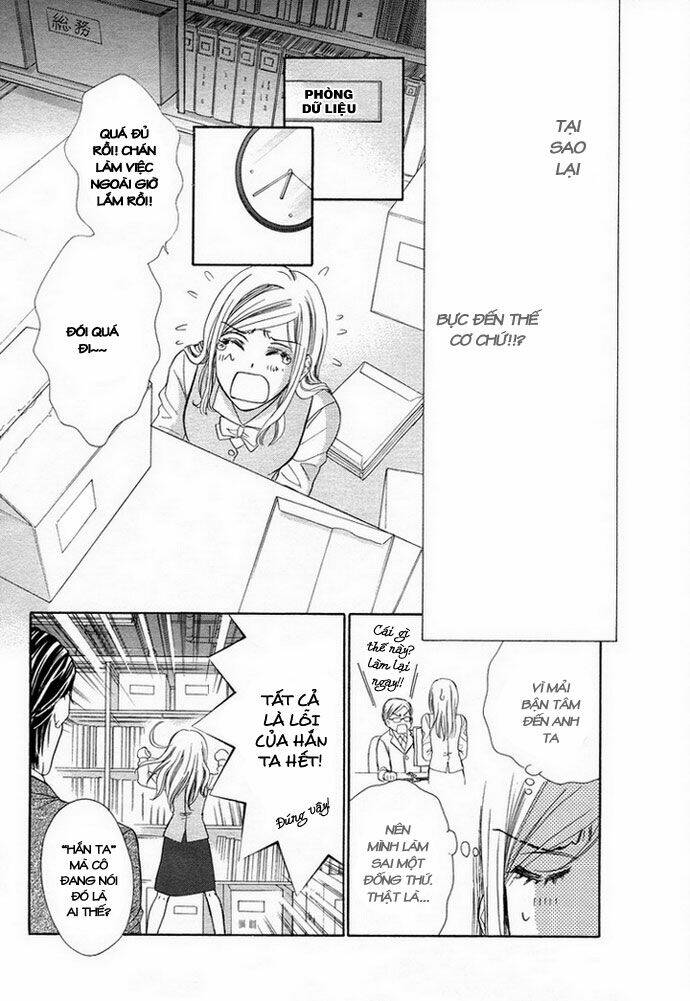 TẠI
SAO
LẠI
BỰC ĐẾN THẾ
CƠ CHỨ!!?
総務
PHÒNG
DỮ LIỆU
QUÁ ĐỦ
RỒI! CHÁN
LÀM VIỆC
NGOÀI GIỜ
LẮM RỒI!
ĐÓI QUÁ
ĐI~~
VÌ MẢI
BẬN TÂM
ĐẾN ANH
TA
Cái gì
thế này?
Làm lại
ngay!!
NÊN
MÌNH LÀM
SAI MỘT
ĐỐNG THỨ.
THẬT LÀ...
TẤT CẢ
LÀ LỖI
CỦA HẮN
TA HẾT!
Đúng vậy!
"HẮN TA"
MÀ CÔ
ĐANG NÓI
ĐÓ LÀ
AI THẾ?